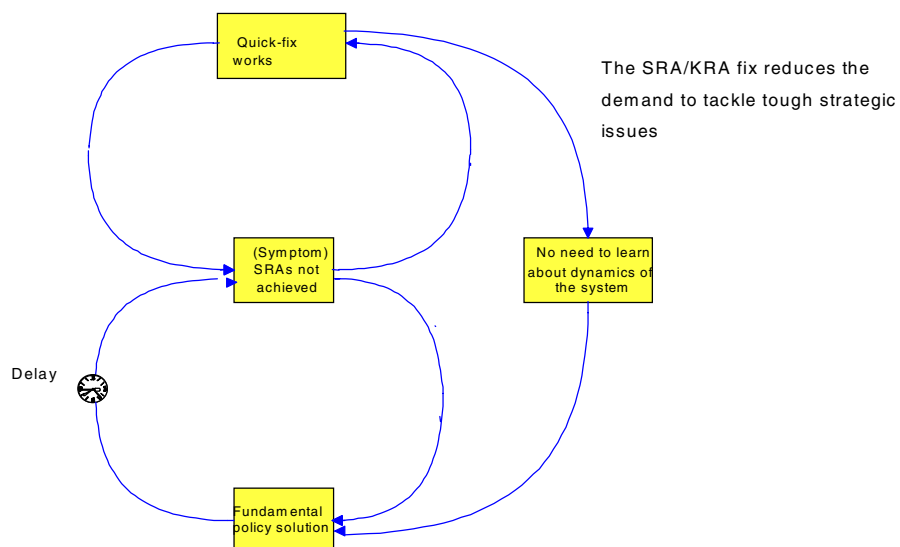 Quick-fix
works
The SRA/KRA fix reduces the
demand to tackle tough strategic
issues
(Symptom)
SRAs not
achieved
No need to learn
about dynamics of
the system
Delay
Fundamental
policy solution